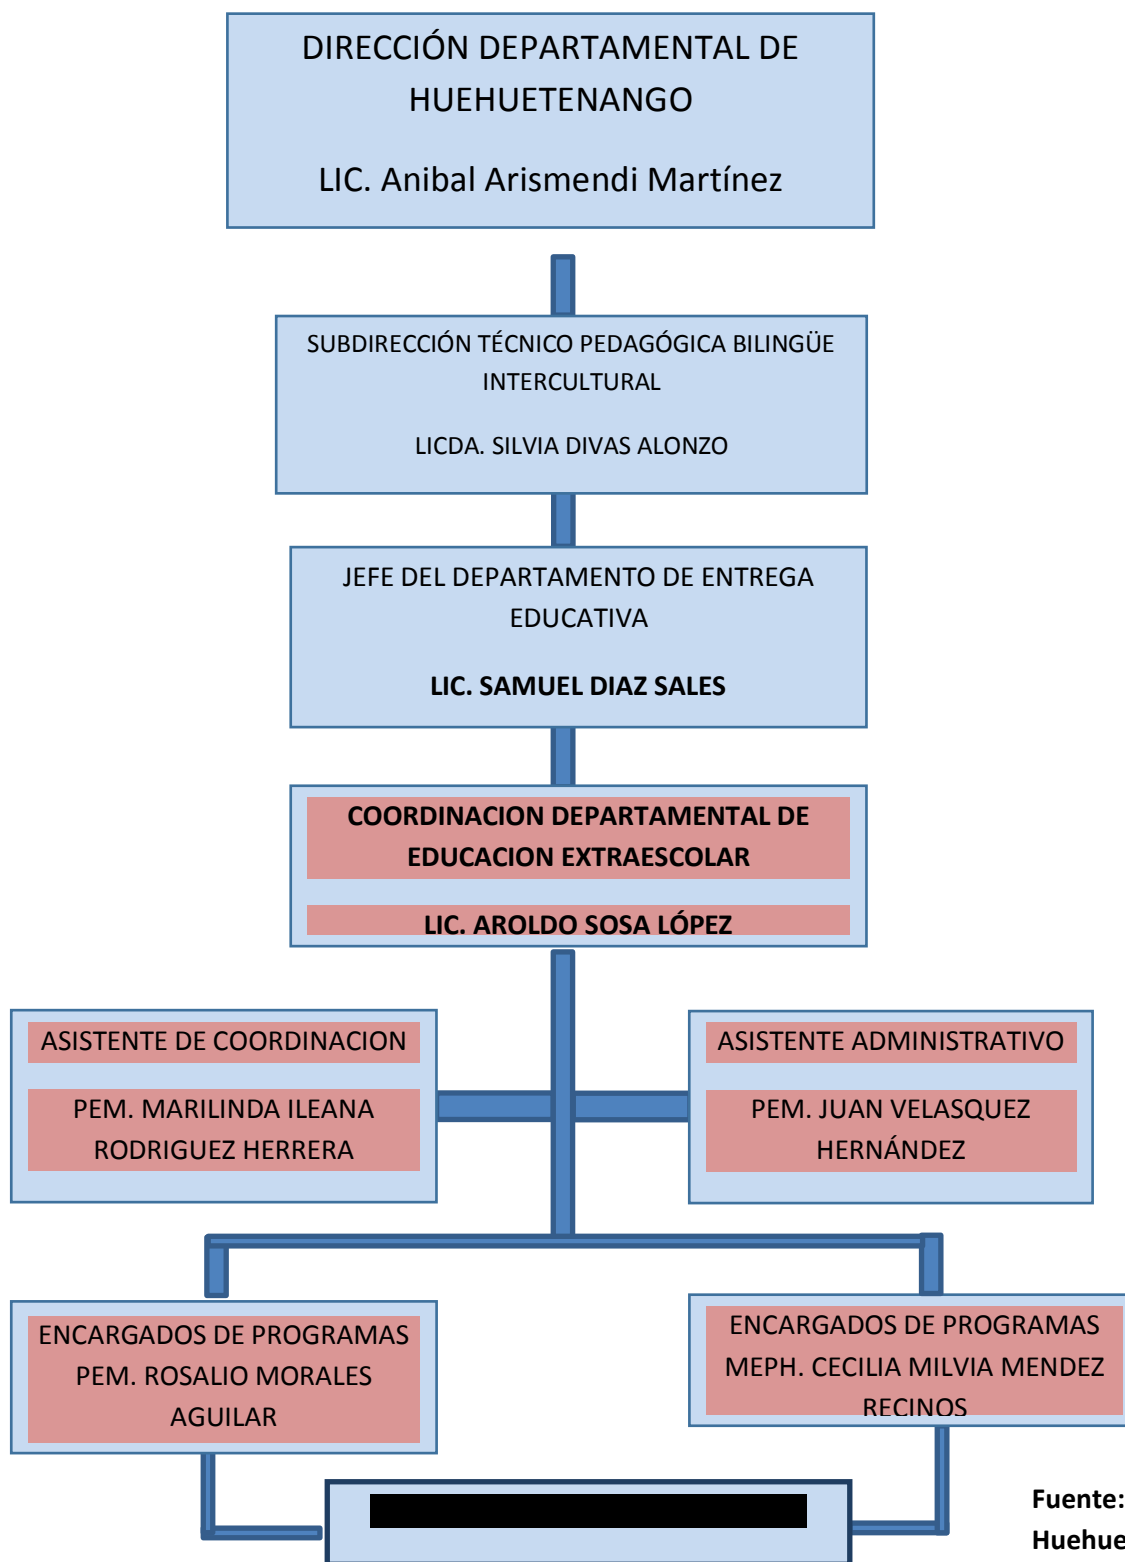 DIRECCIÓN DEPARTAMENTAL DE
HUEHUETENANGO
LIC. Anibal Arismendi Martínez
SUBDIRECCIÓN TÉCNICO PEDAGÓGICA BILINGÜE
INTERCULTURAL
LICDA. SILVIA DIVAS ALONZO
JEFE DEL DEPARTAMENTO DE ENTREGA
EDUCATIVA
LIC. SAMUEL DIAZ SALES
COORDINACION DEPARTAMENTAL DE
EDUCACION EXTRAESCOLAR
LIC. AROLDO SOSA LÓPEZ
ASISTENTE DE COORDINACION
PEM. MARILINDA ILEANA
RODRIGUEZ HERRERA
ASISTENTE ADMINISTRATIVO
PEM. JUAN VELASQUEZ
HERNÁNDEZ
ENCARGADOS DE PROGRAMAS
PEM. ROSALIO MORALES
AGUILAR
ENCARGADOS DE PROGRAMAS
MEPH. CECILIA MILVIA MENDEZ
RECINOS
Fuente:
Huehue